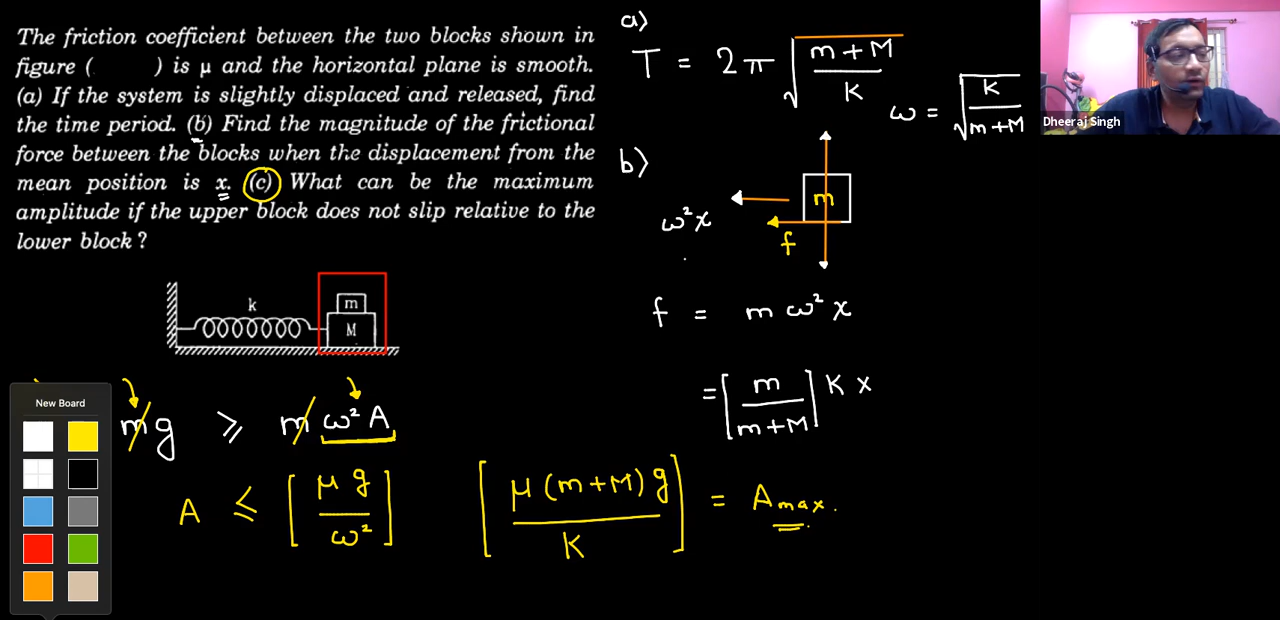 The friction coefficient between the two blocks shown in
figure ( ) is μ and the horizontal plane is smooth.
(a) If the system is slightly displaced and released, find
the time period. (b) Find the magnitude of the frictional
force between the blocks when the displacement from the
mean position is x. (c) What can be the maximum
amplitude if the upper block does not slip relative to the
lower block ?
k
m
M
a)
T = 2π √((m+M)/K)
ω = √(K/(m+M))
Dheeraj Singh
b)
m
ω²x
f
f = m ω² x
= [m/(m+M)] K x
New Board
mg ⩾ m ω² A
A ≤ [μg/ω²]
[μ(m+M)g/K] = Amax.